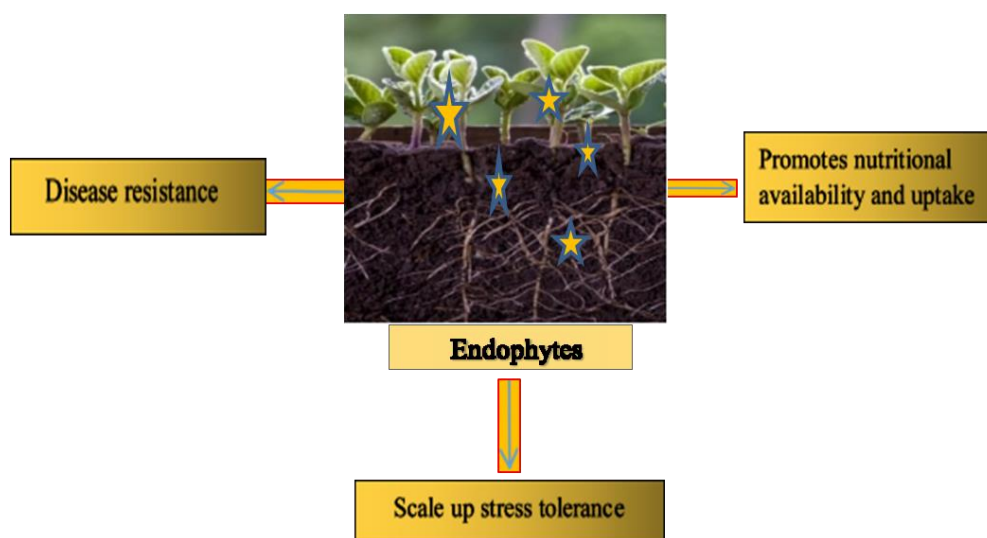 Disease resistance
Promotes nutritional
availability and uptake
Endophytes
Scale up stress tolerance